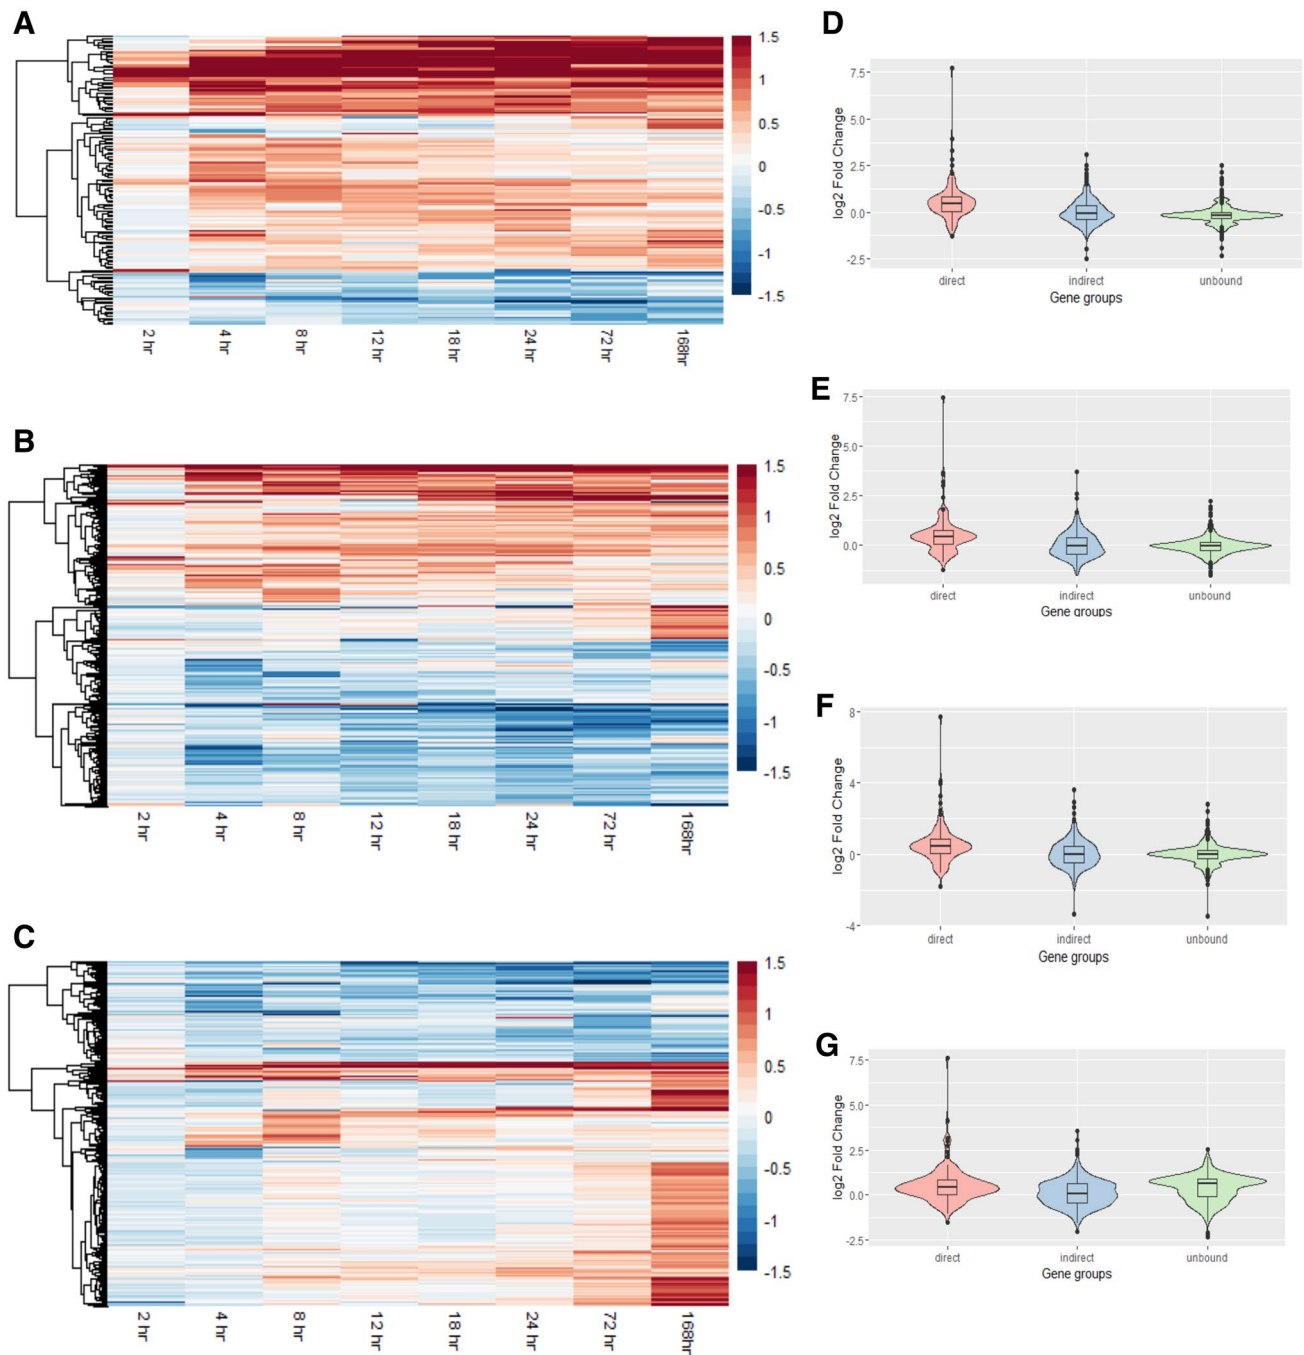 A
1.5
1
0.5
0
-0.5
-1
-1.5
2 hr
4 hr
8 hr
12 hr
18 hr
24 hr
72 hr
168hr
B
1.5
1
0.5
0
-0.5
-1
-1.5
2 hr
4 hr
8 hr
12 hr
18 hr
24 hr
72 hr
168hr
C
1.5
1
0.5
0
-0.5
-1
-1.5
2 hr
4 hr
8 hr
12 hr
18 hr
24 hr
72 hr
168hr
D
log2 Fold Change
7.5
5.0
2.5
0.0
-2.5
direct indirect unbound
Gene groups
E
log2 Fold Change
7.5
5.0
2.5
0.0
direct indirect unbound
Gene groups
F
log2 Fold Change
8
4
0
-4
direct indirect unbound
Gene groups
G
log2 Fold Change
7.5
5.0
2.5
0.0
-2.5
direct indirect unbound
Gene groups